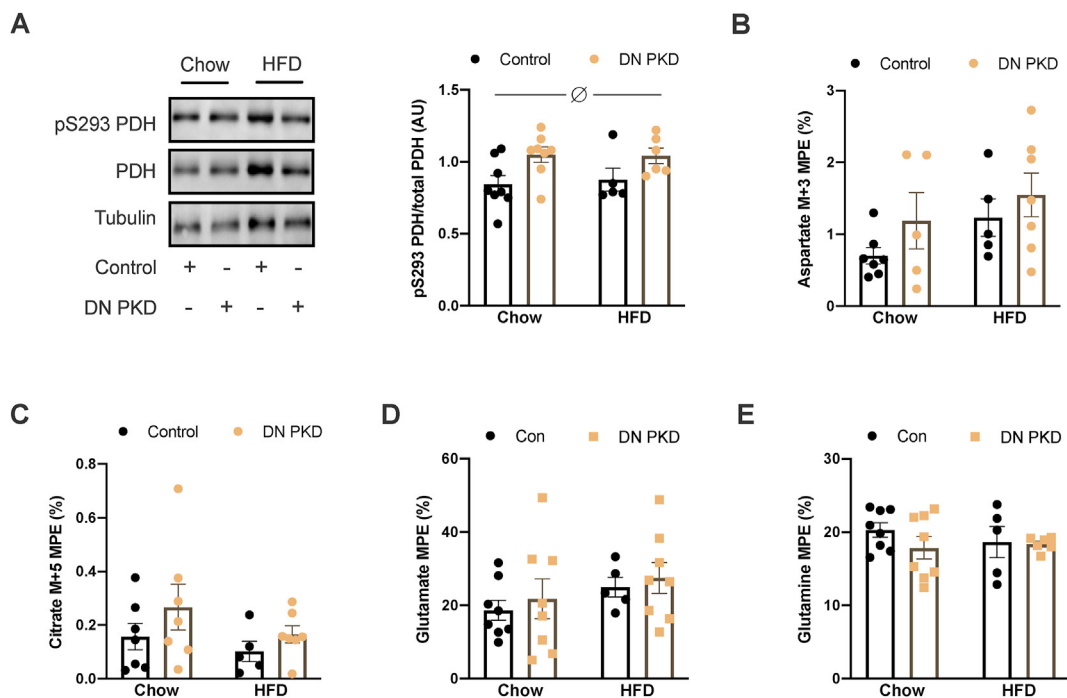 A
Chow HFD
pS293 PDH
PDH
Tubulin
Control + - + -
DN PKD - + - +
Control DN PKD
pS293 PDH/total PDH (AU)
1.5
1.0
0.5
0.0
Ø
Chow HFD
B
Control DN PKD
Aspartate M+3 MPE (%)
3
2
1
0
Chow HFD
C
Control DN PKD
Citrate M+5 MPE (%)
0.8
0.6
0.4
0.2
0.0
Chow HFD
D
Con DN PKD
Glutamate MPE (%)
60
40
20
0
Chow HFD
E
Con DN PKD
Glutamine MPE (%)
30
20
10
0
Chow HFD